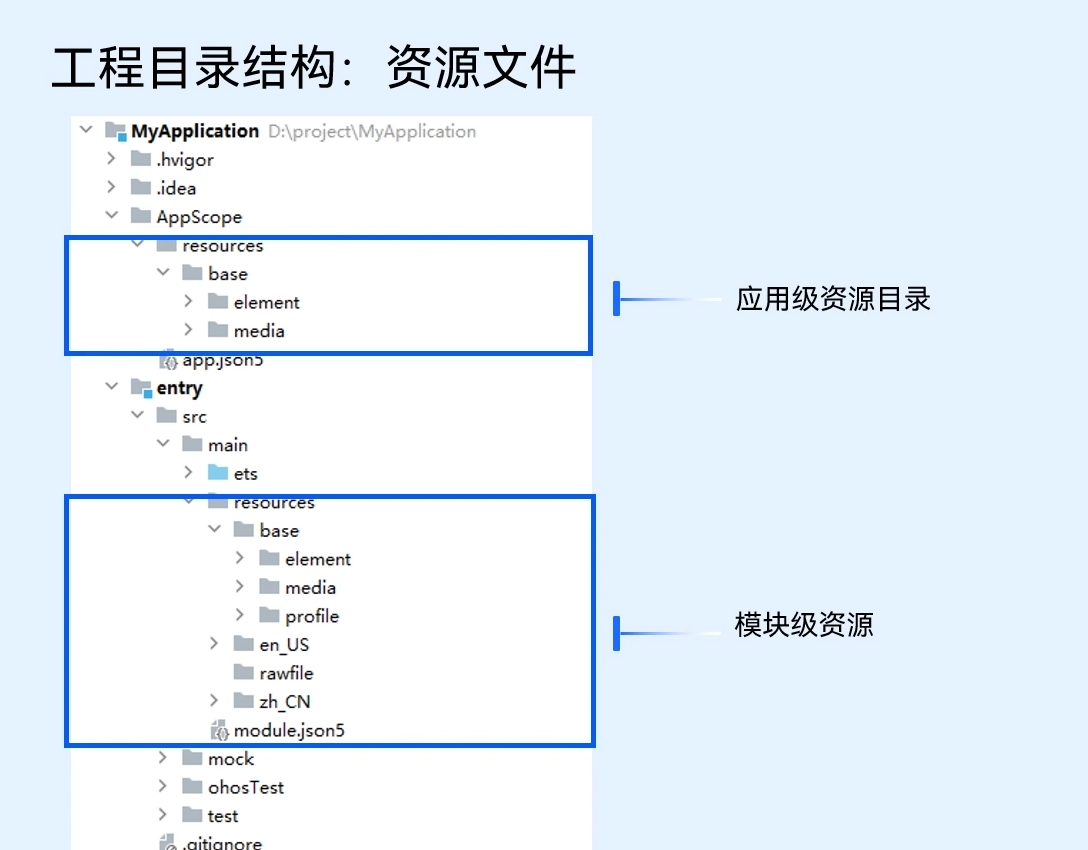 工程目录结构：资源文件
MyApplication D:\project\MyApplication
.hvigor
.idea
AppScope
resources
base
element
media
应用级资源目录
app.json5
entry
src
main
ets
resources
base
element
media
profile
模块级资源
en_US
rawfile
zh_CN
module.json5
mock
ohosTest
test
.gitignore